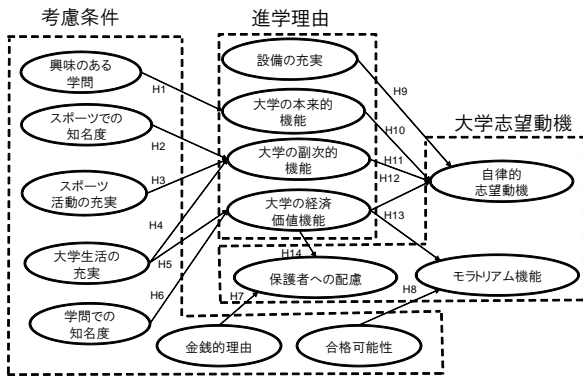 考慮条件
進学理由
大学志望動機
興味のある
学問
スポーツでの
知名度
スポーツ
活動の充実
大学生活の
充実
学問での
知名度
金銭的理由
合格可能性
設備の充実
大学の本来的
機能
大学の副次的
機能
大学の経済
価値機能
保護者への配慮
自律的
志望動機
モラトリアム機能
H1
H2
H3
H4
H5
H6
H7
H8
H9
H10
H11
H12
H13
H14